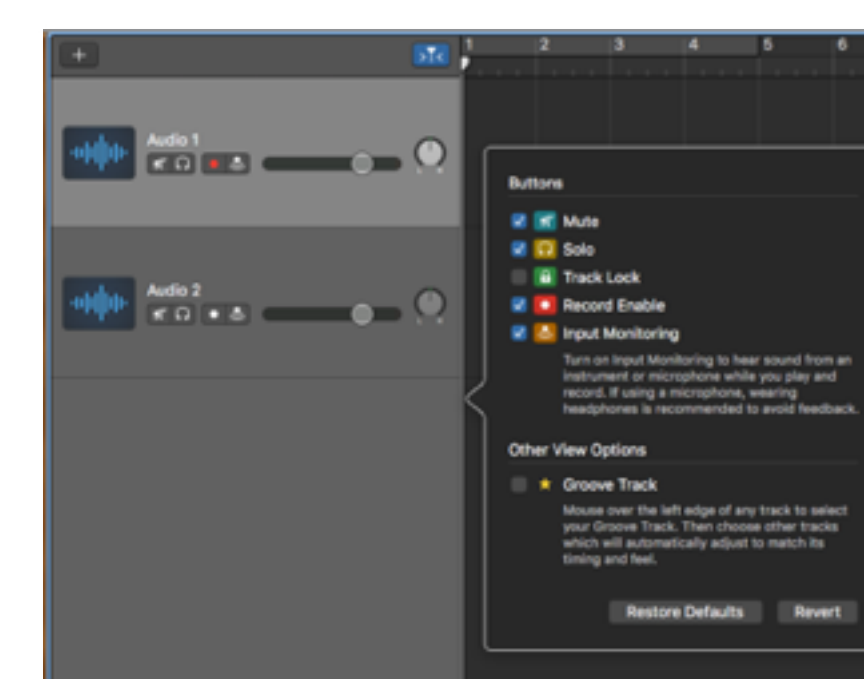 +
1 2 3 4 5 6
Audio 1
Audio 2
Buttons
Mute
Solo
Track Lock
Record Enable
Input Monitoring
Turn on Input Monitoring to hear sound from an
instrument or microphone while you play and
record. If using a microphone, wearing
headphones is recommended to avoid feedback.
Other View Options
Groove Track
Mouse over the left edge of any track to select
your Groove Track. Then choose other tracks
which will automatically adjust to match its
timing and feel.
Restore Defaults Revert